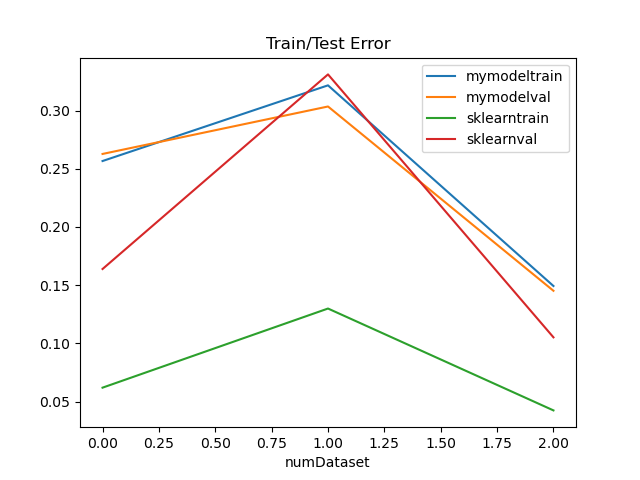 Train/Test Error
mymodeltrain
mymodelval
sklearntrain
sklearnval
0.30
0.25
0.20
0.15
0.10
0.05
0.00 0.25 0.50 0.75 1.00 1.25 1.50 1.75 2.00
numDataset